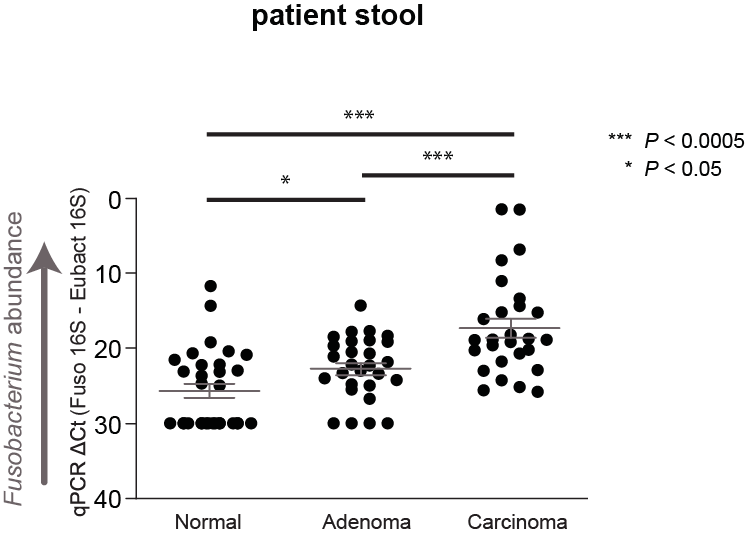 patient stool
***
***
*
*** P < 0.0005
* P < 0.05
Fusobacterium abundance
qPCR ΔCt (Fuso 16S - Eubact 16S)
0
10
20
30
40
Normal
Adenoma
Carcinoma